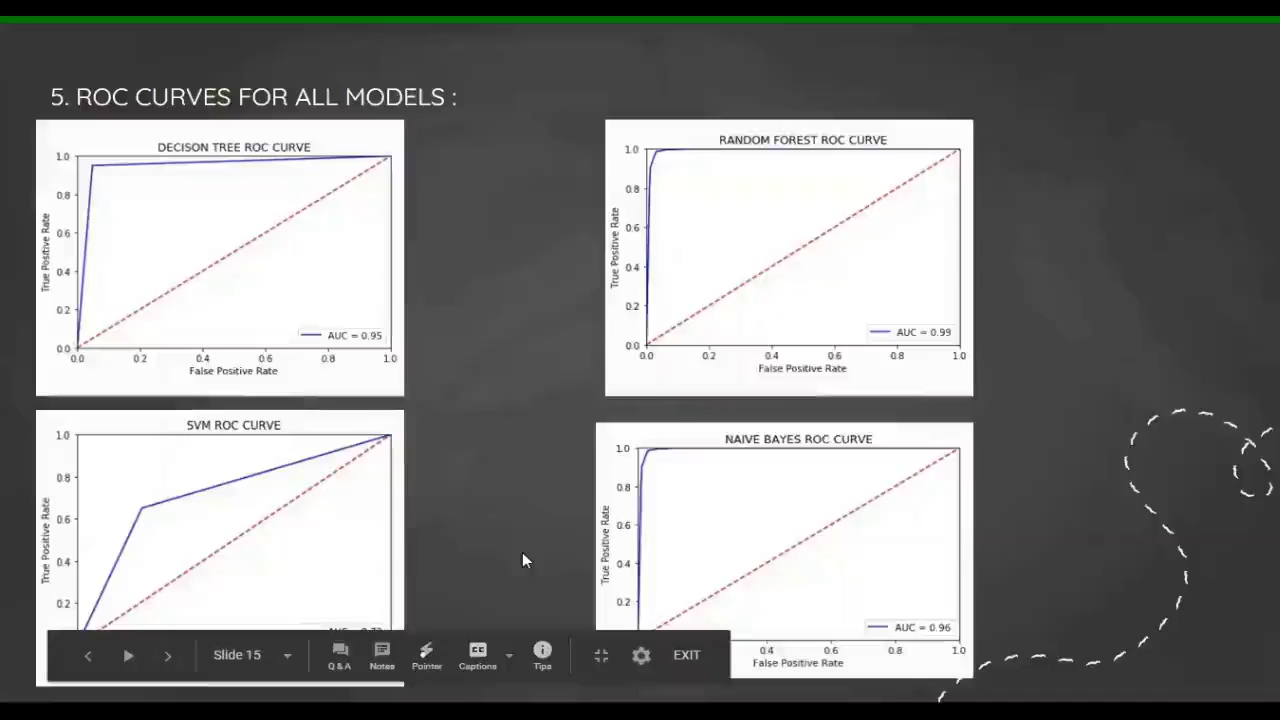 5. ROC CURVES FOR ALL MODELS :
DECISON TREE ROC CURVE
1.0
0.8
0.6
0.4
0.2
0.0
True Positive Rate
AUC = 0.95
0.0 0.2 0.4 0.6 0.8 1.0
False Positive Rate
RANDOM FOREST ROC CURVE
1.0
0.8
0.6
0.4
0.2
0.0
True Positive Rate
AUC = 0.99
0.0 0.2 0.4 0.6 0.8 1.0
False Positive Rate
SVM ROC CURVE
1.0
0.8
0.6
0.4
0.2
True Positive Rate
NAIVE BAYES ROC CURVE
1.0
0.8
0.6
0.4
0.2
True Positive Rate
AUC = 0.96
0.4 0.6 0.8 1.0
False Positive Rate
Slide 15
Q & A
Notes
Pointer
CC
Captions
Tips
EXIT